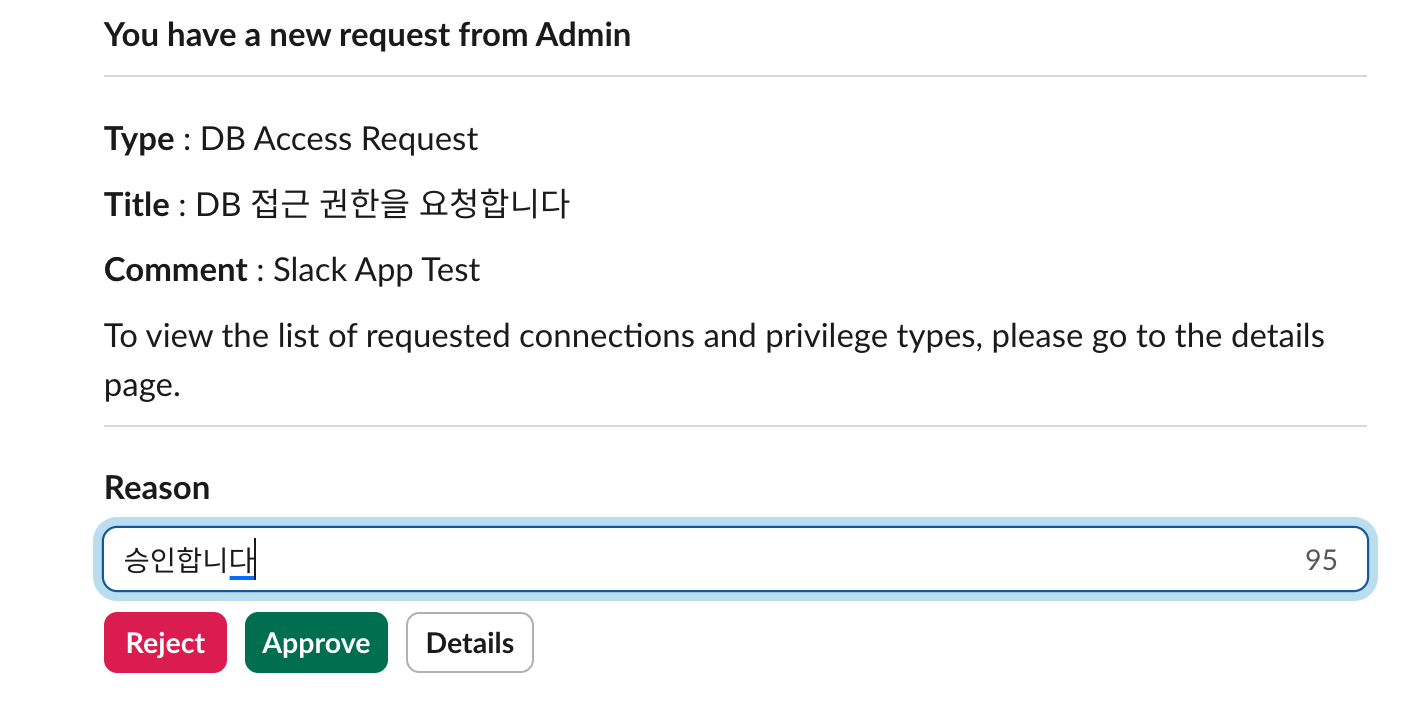 You have a new request from Admin
Type : DB Access Request
Title : DB 접근 권한을 요청합니다
Comment : Slack App Test
To view the list of requested connections and privilege types, please go to the details
page.
Reason
승인합니다 95
Reject Approve Details